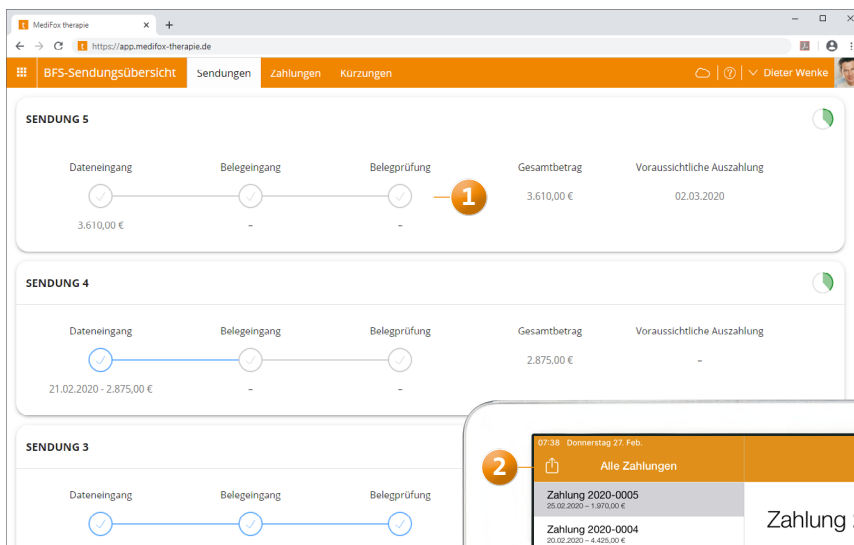 MediFox therapie
https://app.medifox-therapie.de
BFS-Sendungsübersicht Sendungen Zahlungen Kürzungen Dieter Wenke
SENDUNG 5
Dateneingang Belegeingang Belegprüfung Gesamtbetrag Voraussichtliche Auszahlung
1
3.610,00 € 02.03.2020
3.610,00 € - -
SENDUNG 4
Dateneingang Belegeingang Belegprüfung Gesamtbetrag Voraussichtliche Auszahlung
2.875,00 € -
21.02.2020 - 2.875,00 € - -
SENDUNG 3
Dateneingang Belegeingang Belegprüfung
07:38 Donnerstag 27. Feb.
2 Alle Zahlungen
Zahlung 2020-0005
25.02.2020 – 1.970,00 €
Zahlung 2020-0004
20.02.2020 – 4.425,00 €
Zahlung